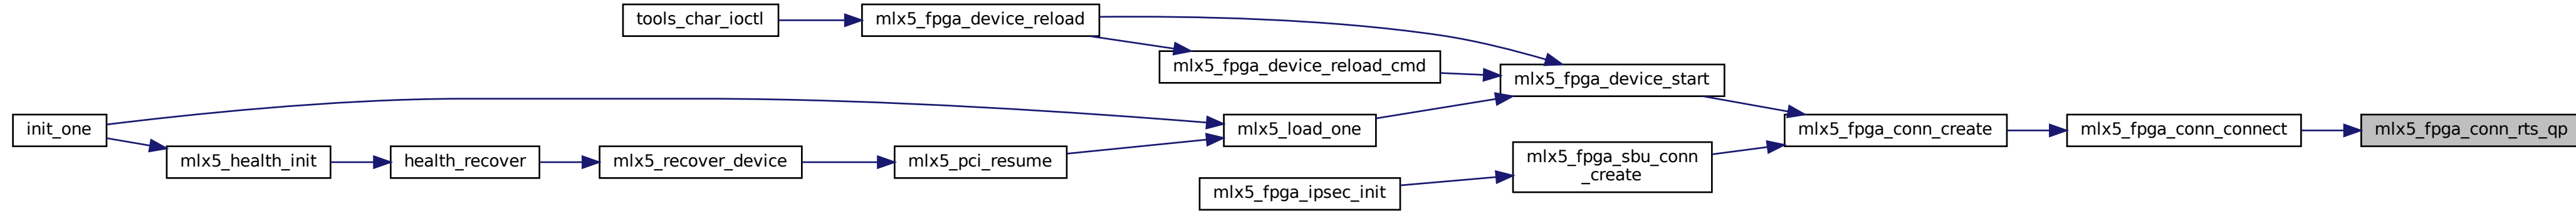 tools_char_ioctl
mlx5_fpga_device_reload
mlx5_fpga_device_reload_cmd
mlx5_fpga_device_start
init_one
mlx5_load_one
mlx5_fpga_conn_create
mlx5_fpga_conn_connect
mlx5_fpga_conn_rts_qp
mlx5_health_init
health_recover
mlx5_recover_device
mlx5_pci_resume
mlx5_fpga_sbu_conn
_create
mlx5_fpga_ipsec_init